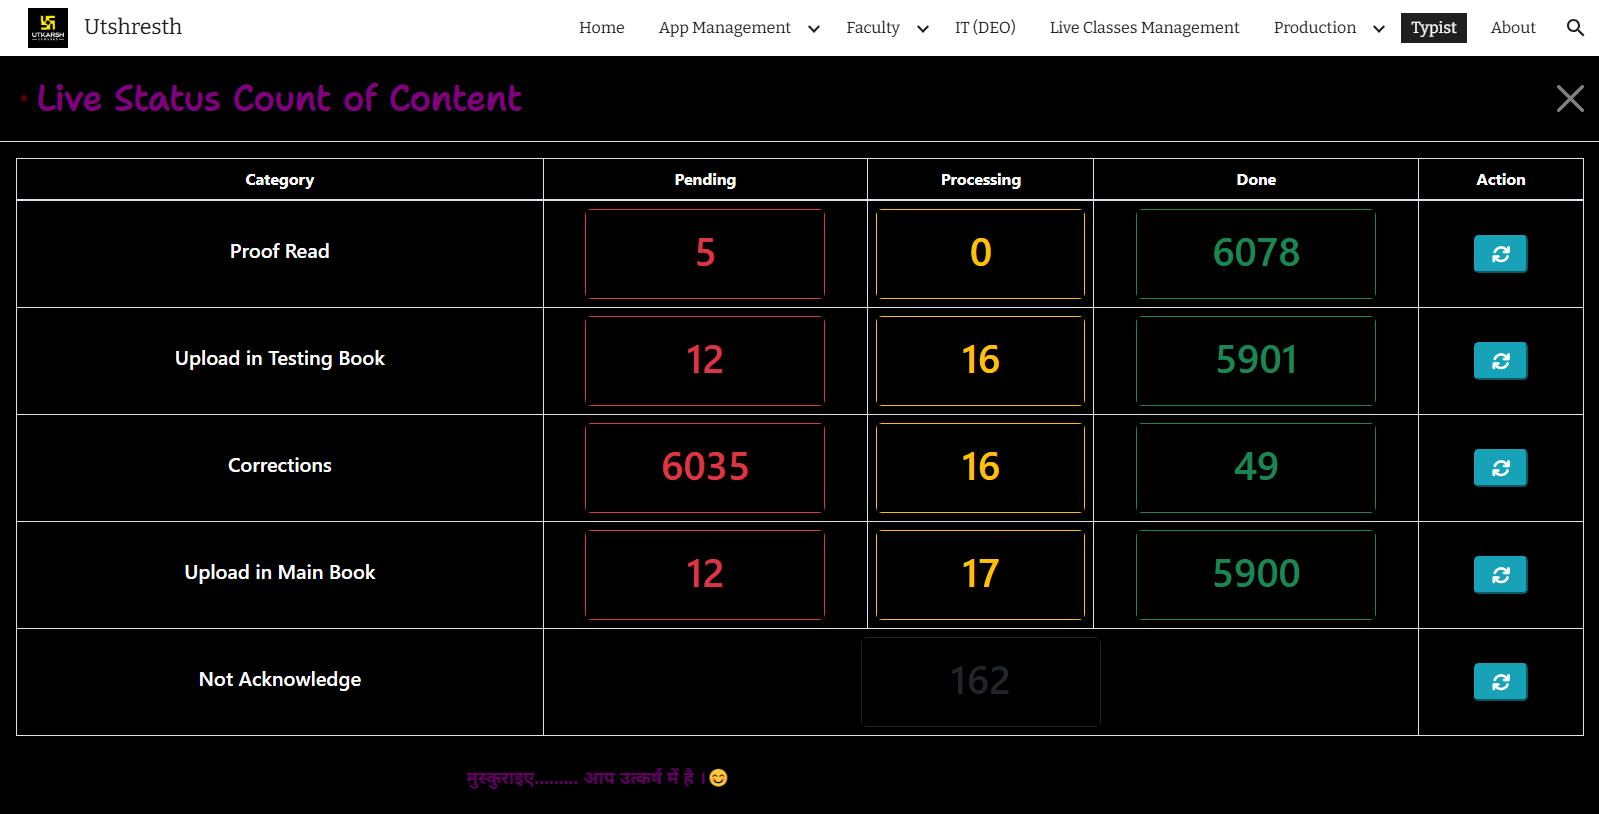 UTKARSH
CLASSES
Utshresth
Home App Management Faculty IT (DEO) Live Classes Management Production Typist About
Live Status Count of Content
Category Pending Processing Done Action
Proof Read 5 0 6078
Upload in Testing Book 12 16 5901
Corrections 6035 16 49
Upload in Main Book 12 17 5900
Not Acknowledge 162
मुस्कुराइए......... आप उत्कर्ष में है ।😊